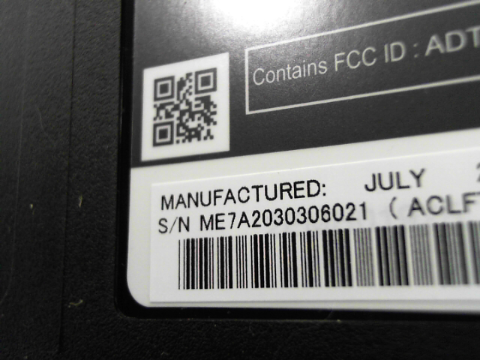 Contains FCC ID : ADT
MANUFACTURED: JULY
S/N ME7A2030306021 ( ACLF